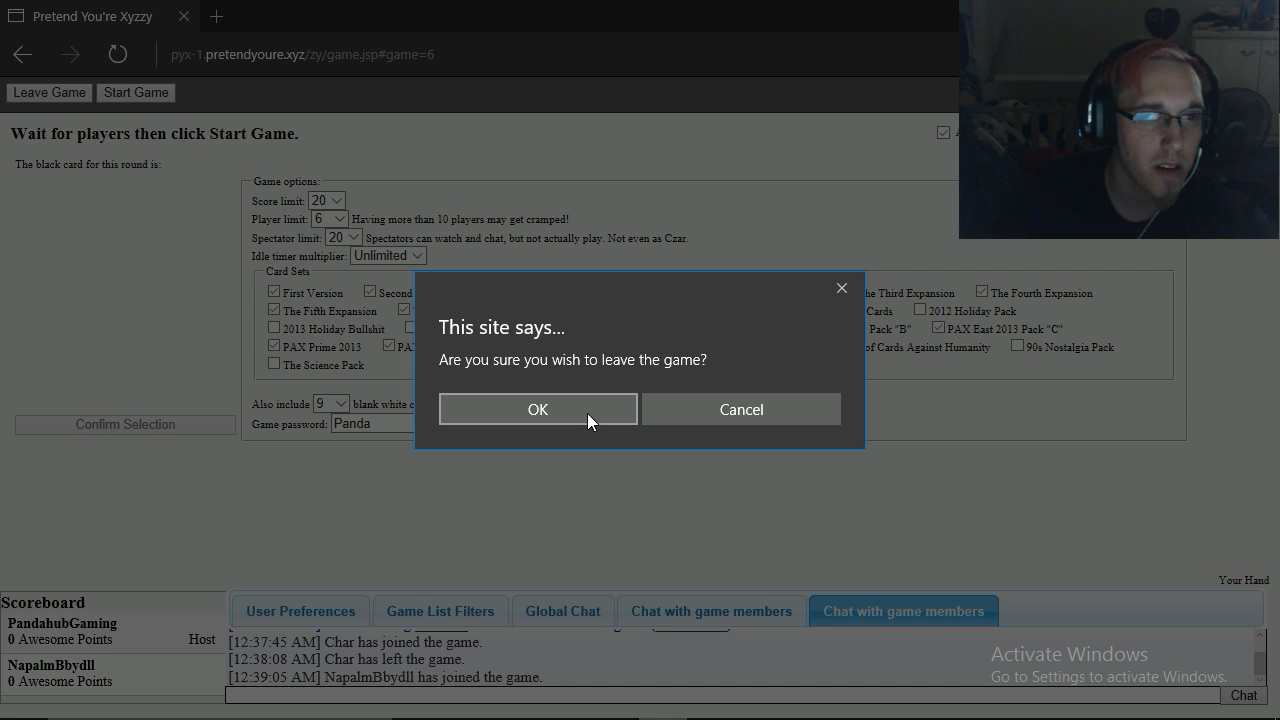 Pretend You're Xyzzy
pyx-1.pretendyoure.xyz/zy/game.jsp#game=6
Leave Game Start Game
Wait for players then click Start Game.
The black card for this round is:
Game options:
Score limit: 20
Player limit: 6 Having more than 10 players may get cramped!
Spectator limit: 20 Spectators can watch and chat, but not actually play. Not even as Czar.
Idle timer multiplier: Unlimited
Card Sets
First Version Second he Third Expansion The Fourth Expansion
The Fifth Expansion Cards 2012 Holiday Pack
2013 Holiday Bullshit Pack "B" PAX East 2013 Pack "C"
PAX Prime 2013 PA of Cards Against Humanity 90s Nostalgia Pack
The Science Pack
Also include 9 blank white c
Game password: Panda
Confirm Selection
This site says...
Are you sure you wish to leave the game?
OK Cancel
Your Hand
Scoreboard
PandahubGaming
0 Awesome Points Host
NapalmBbydll
0 Awesome Points
User Preferences Game List Filters Global Chat Chat with game members Chat with game members
[12:37:45 AM] Char has joined the game.
[12:38:08 AM] Char has left the game.
[12:39:05 AM] NapalmBbydll has joined the game.
Chat
Activate Windows
Go to Settings to activate Windows.